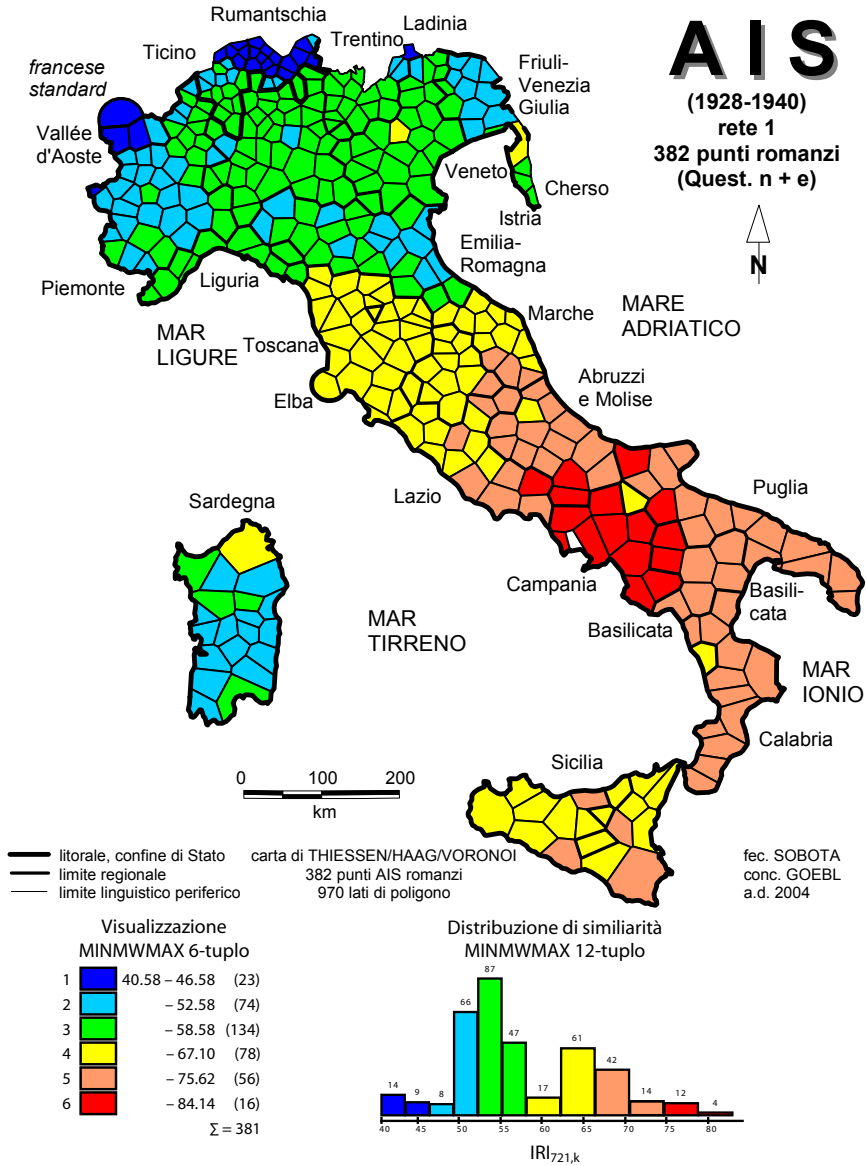 A I S
(1928-1940)
rete 1
382 punti romanzi
(Quest. n + e)
N
Rumantschia
Ladinia
Ticino
Trentino
francese
standard
Friuli-
Venezia
Giulia
Vallée
d'Aoste
Veneto
Cherso
Istria
Emilia-
Romagna
Piemonte
Liguria
Marche
MARE
ADRIATICO
MAR
LIGURE
Toscana
Elba
Abruzzi
e Molise
Lazio
Puglia
Sardegna
Campania
Basili-
cata
Basilicata
MAR
TIRRENO
MAR
IONIO
Calabria
Sicilia
0 100 200
km
litorale, confine di Stato
limite regionale
limite linguistico periferico
carta di THIESSEN/HAAG/VORONOI
382 punti AIS romanzi
970 lati di poligono
fec. SOBOTA
conc. GOEBL
a.d. 2004
Visualizzazione
MINMWMAX 6-tuplo
1 40.58 – 46.58 (23)
2 – 52.58 (74)
3 – 58.58 (134)
4 – 67.10 (78)
5 – 75.62 (56)
6 – 84.14 (16)
Σ = 381
Distribuzione di similiarità
MINMWMAX 12-tuplo
14 9 8 66 87 47 17 61 42 14 12 4
40 45 50 55 60 65 70 75 80
IRI721,k